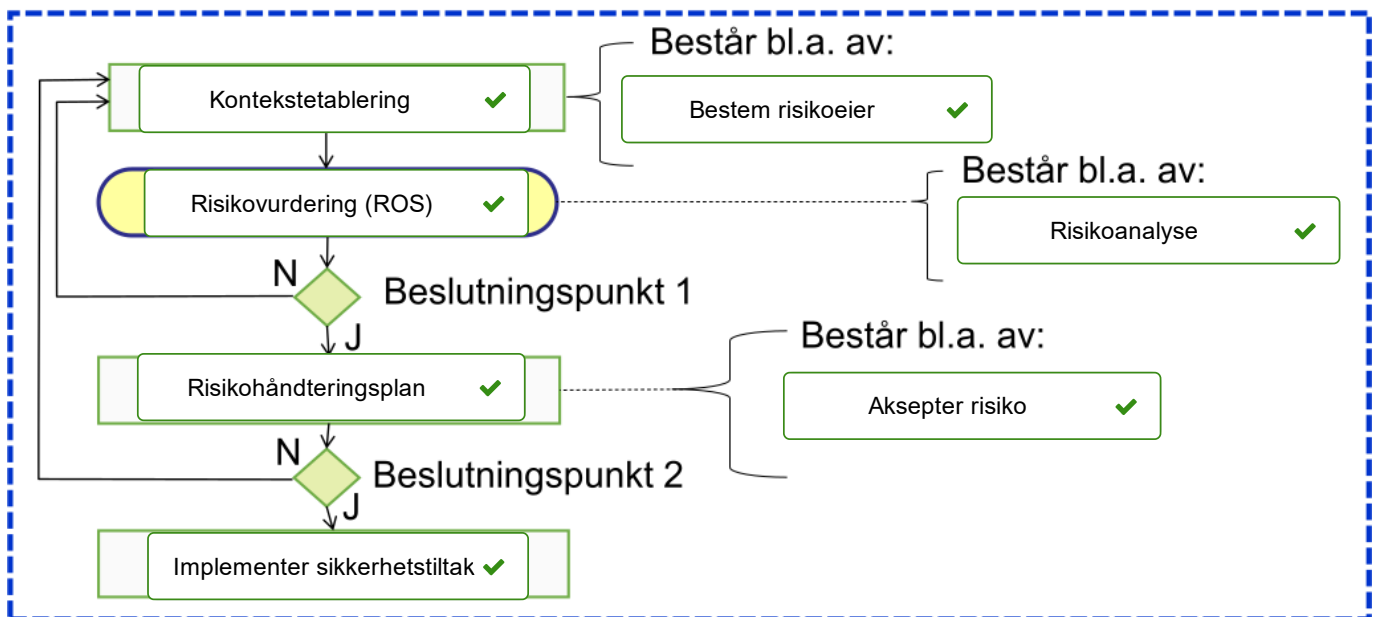 Består bl.a. av:
Kontekstetablering
Bestem risikoeier
Består bl.a. av:
Risikovurdering (ROS)
Risikoanalyse
N
Beslutningspunkt 1
J
Består bl.a. av:
Risikohåndteringsplan
Aksepter risiko
N
Beslutningspunkt 2
J
Implementer sikkerhetstiltak